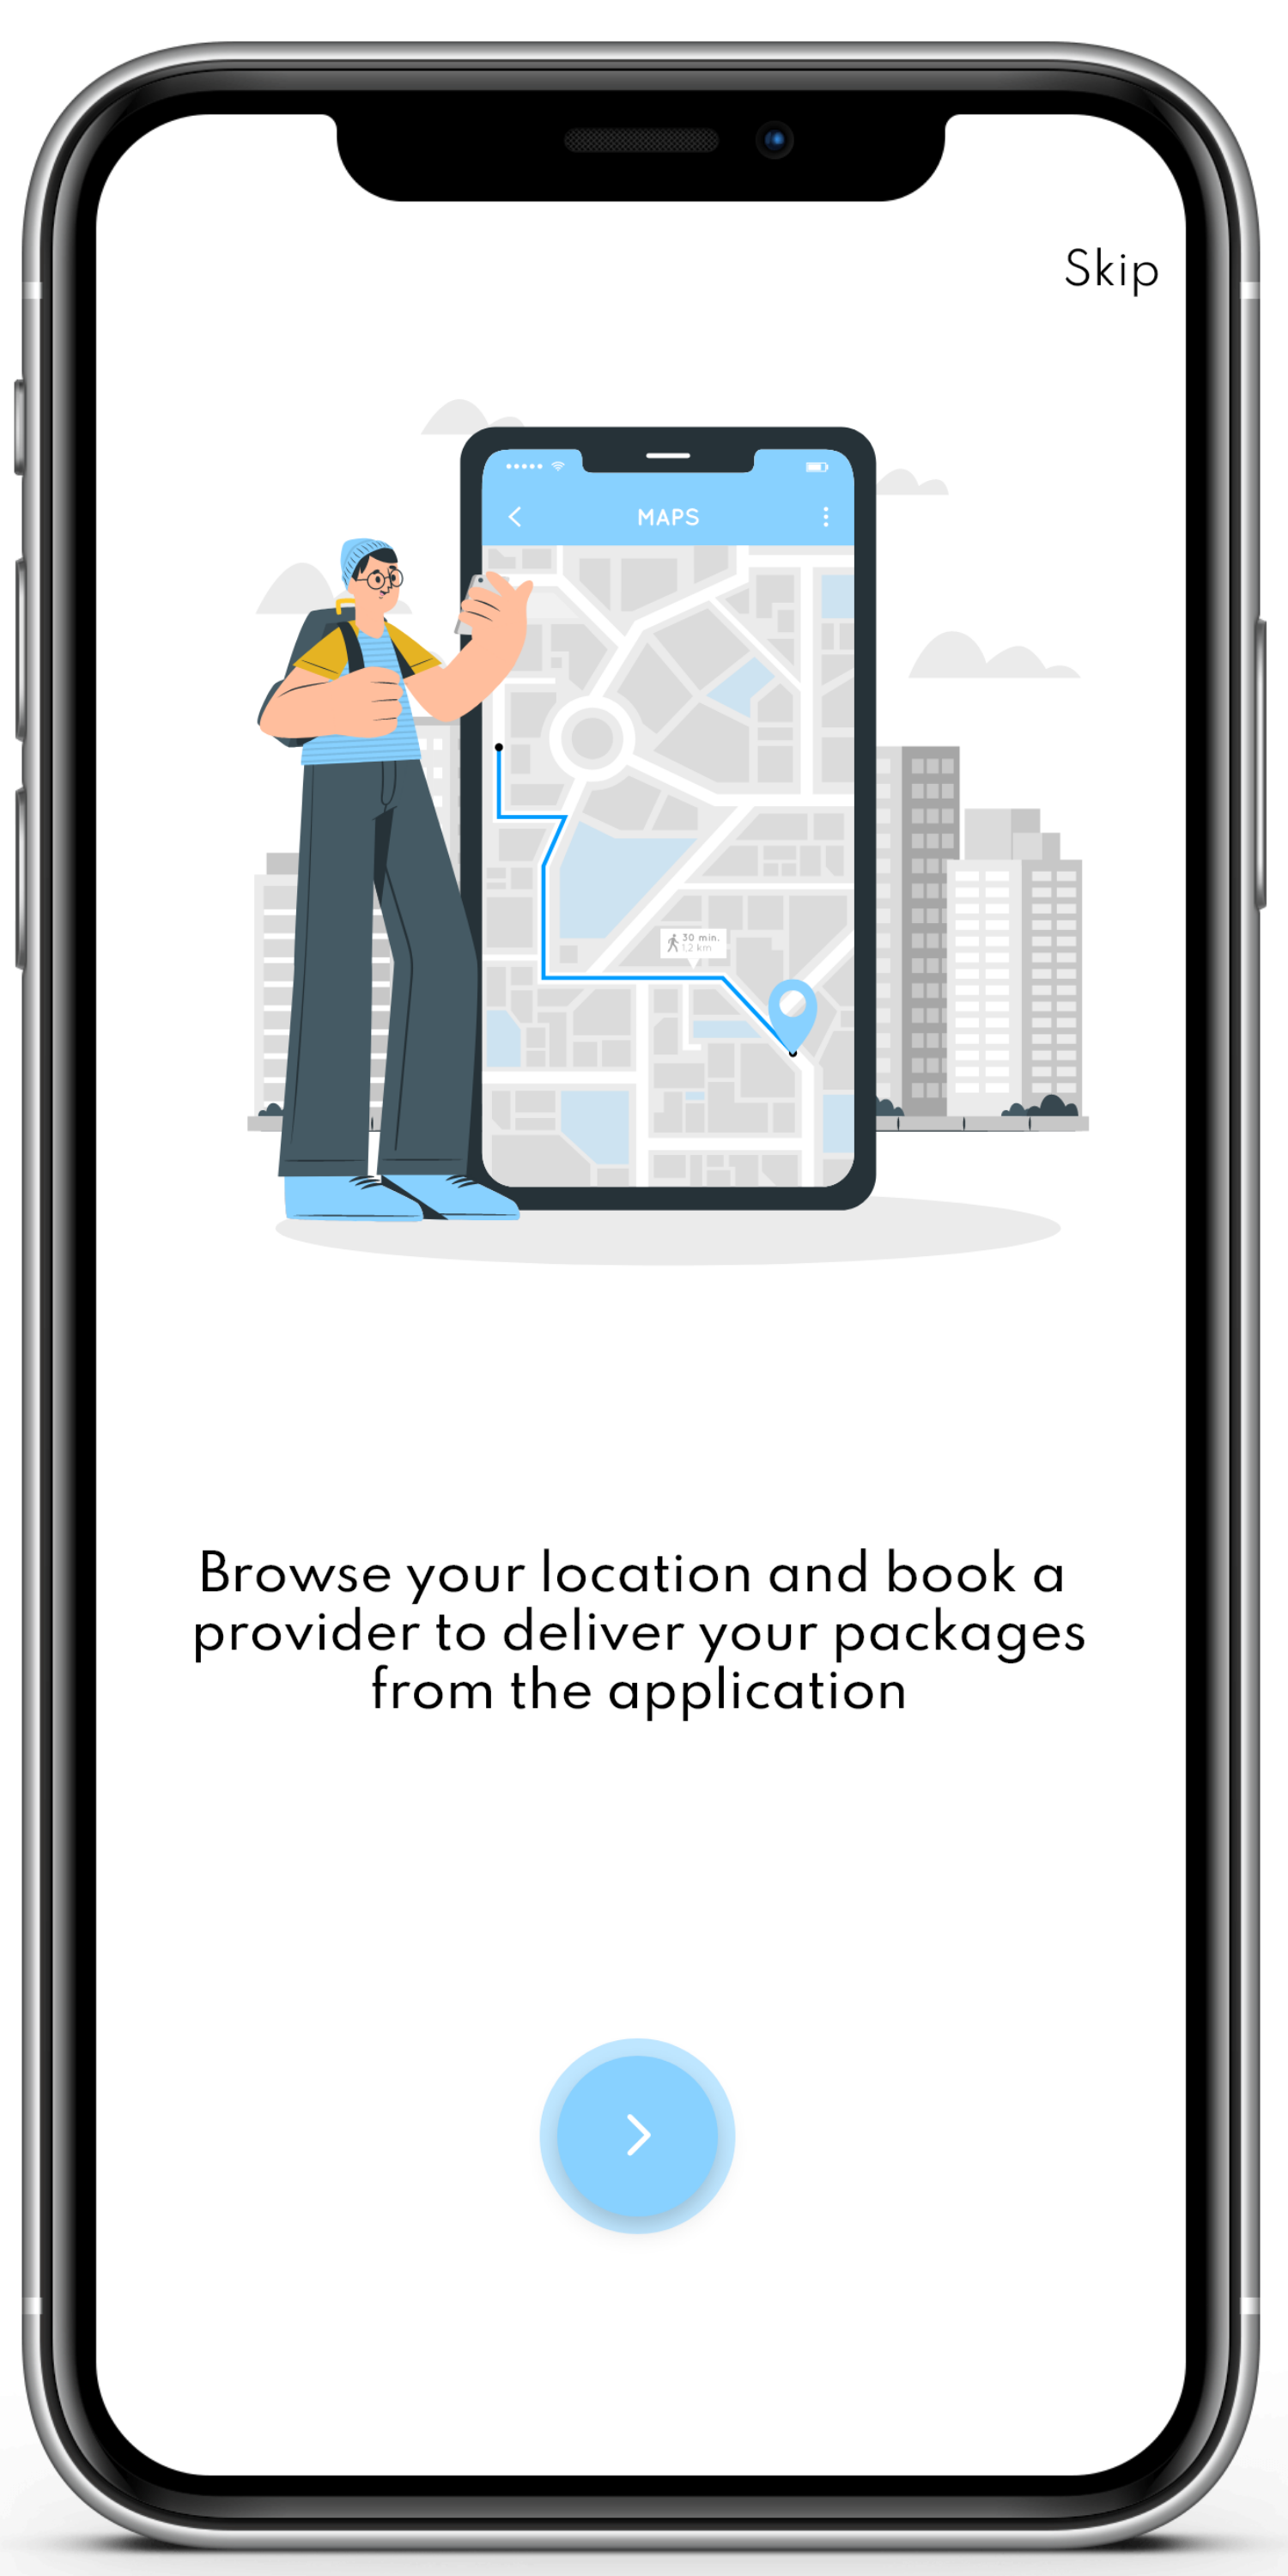 Skip
MAPS
30 min.
1,2 km
Browse your location and book a
provider to deliver your packages
from the application